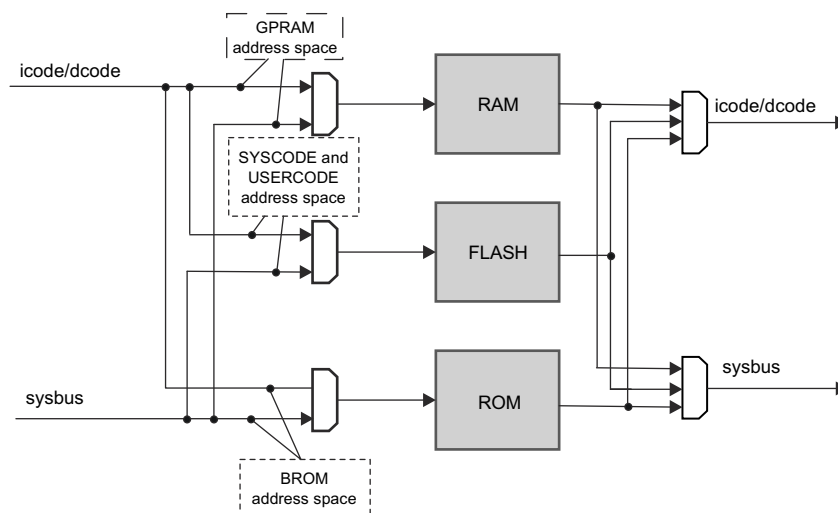 GPRAM
address space
icode/dcode
RAM
icode/dcode
SYSCODE and
USERCODE
address space
FLASH
sysbus
ROM
sysbus
BROM
address space